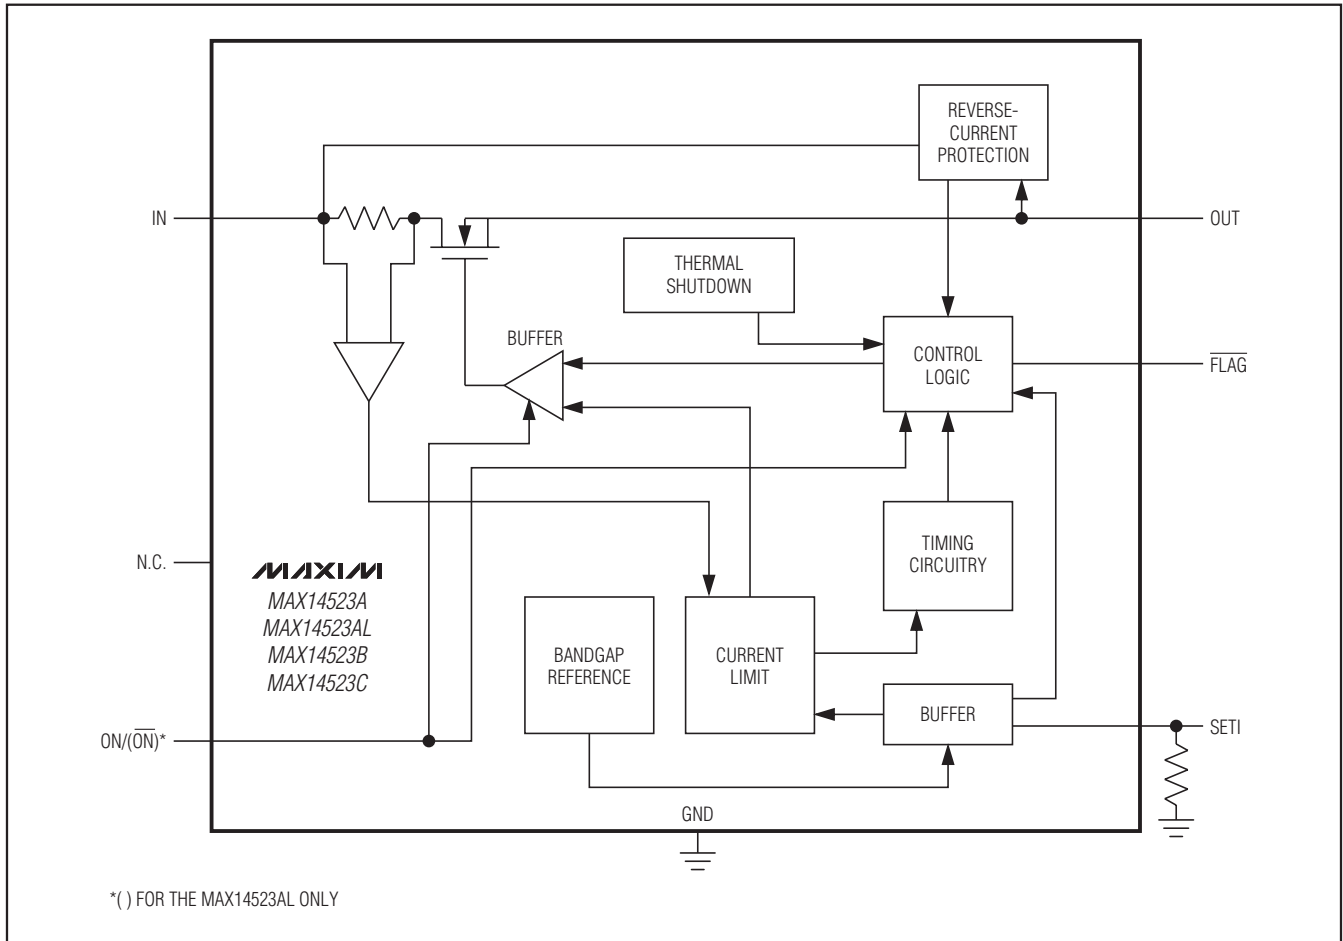 REVERSE-
CURRENT
PROTECTION
IN
OUT
THERMAL
SHUTDOWN
BUFFER
CONTROL
LOGIC
FLAG
TIMING
CIRCUITRY
N.C.
MAXIM
MAX14523A
MAX14523AL
MAX14523B
MAX14523C
BANDGAP
REFERENCE
CURRENT
LIMIT
BUFFER
SETI
ON/(ON)*
GND
*( ) FOR THE MAX14523AL ONLY